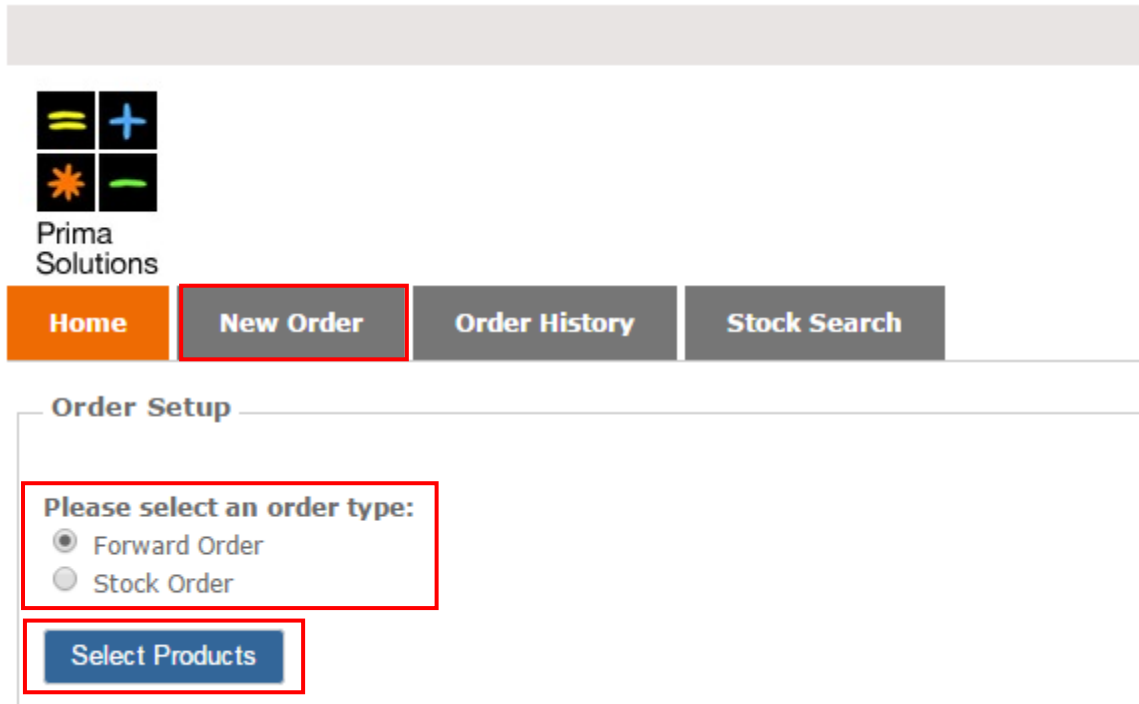 Prima
Solutions
Home New Order Order History Stock Search
Order Setup
Please select an order type:
Forward Order
Stock Order
Select Products